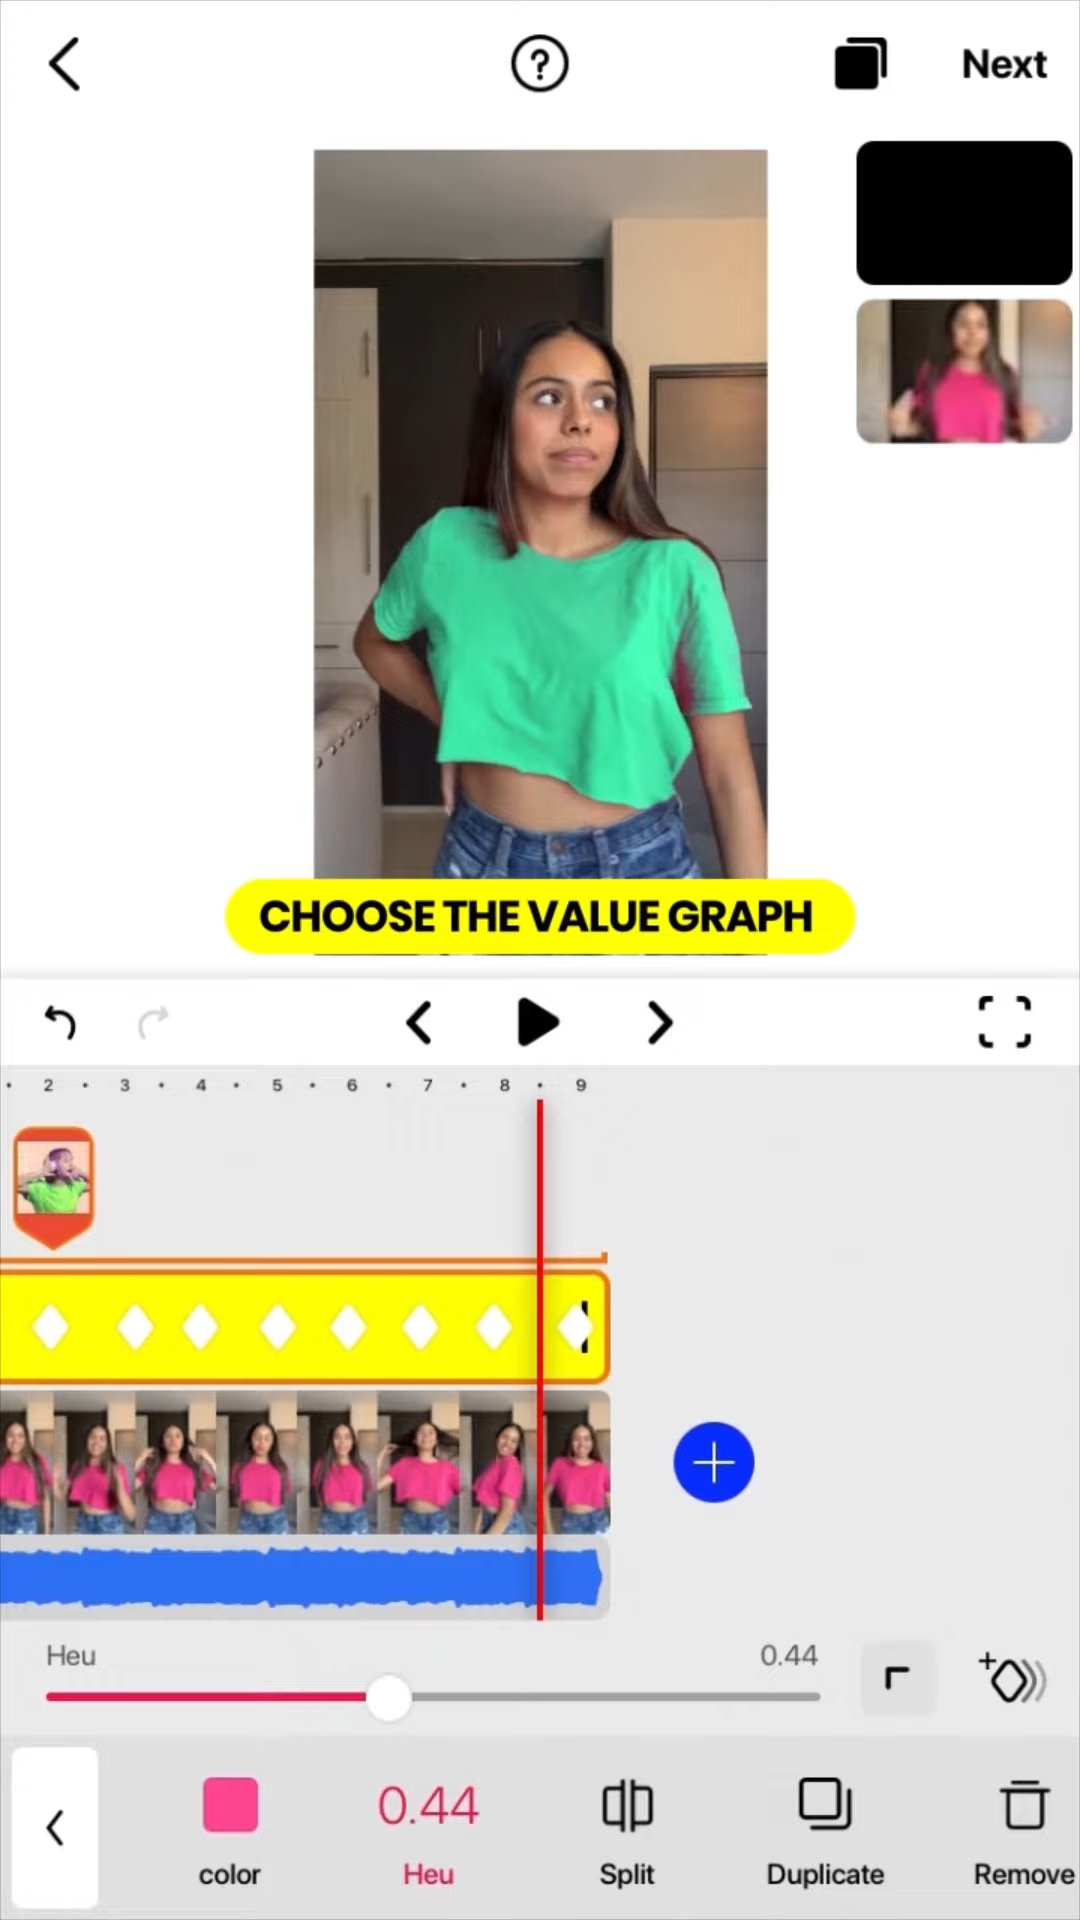 ?
Next
CHOOSE THE VALUE GRAPH
2 3 4 5 6 7 8 9
Heu 0.44
0.44
color Heu Split Duplicate Remove